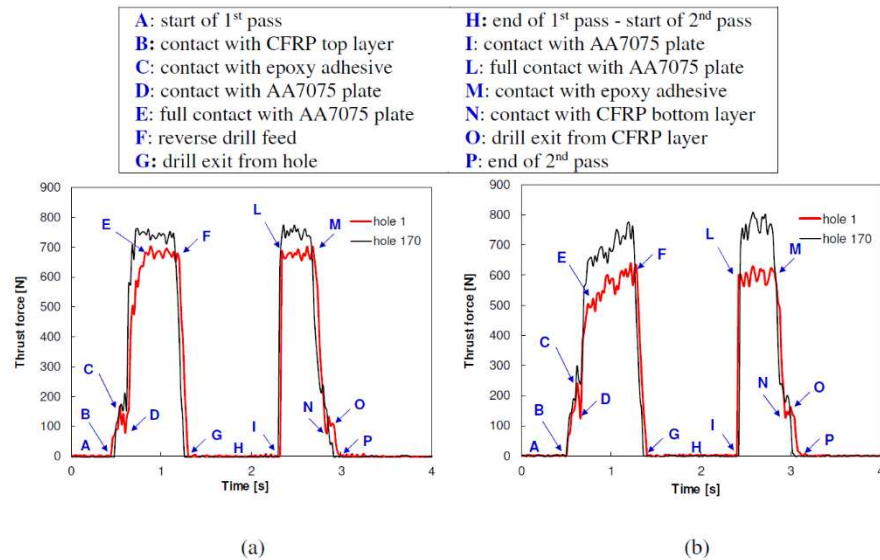 A: start of 1st pass
B: contact with CFRP top layer
C: contact with epoxy adhesive
D: contact with AA7075 plate
E: full contact with AA7075 plate
F: reverse drill feed
G: drill exit from hole
H: end of 1st pass - start of 2nd pass
I: contact with AA7075 plate
L: full contact with AA7075 plate
M: contact with epoxy adhesive
N: contact with CFRP bottom layer
O: drill exit from CFRP layer
P: end of 2nd pass
Thrust force [N]
900
800
700
600
500
400
300
200
100
0
hole 1
hole 170
A
B
C
D
E
F
G
H
I
L
M
N
O
P
0 1 2 3 4
Time [s]
(a)
Thrust force [N]
900
800
700
600
500
400
300
200
100
0
hole 1
hole 170
A
B
C
D
E
F
G
H
I
L
M
N
O
P
0 1 2 3 4
Time [s]
(b)